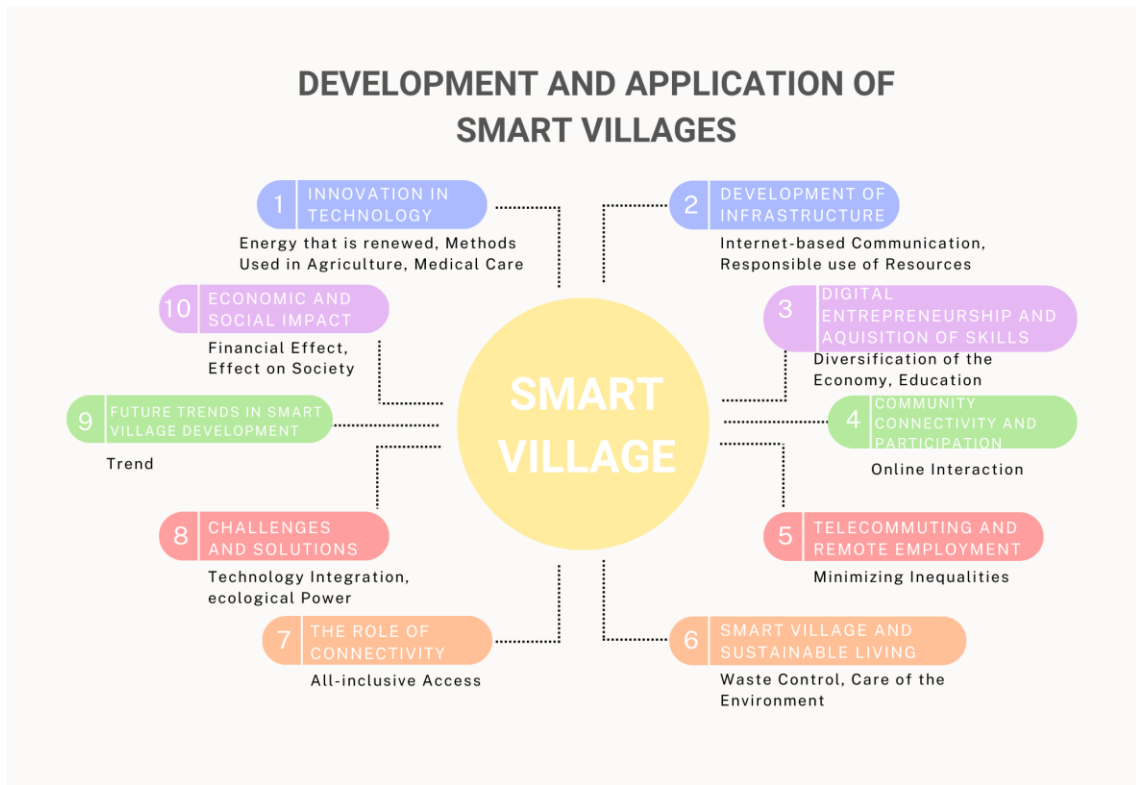 DEVELOPMENT AND APPLICATION OF
SMART VILLAGES
1
INNOVATION IN
TECHNOLOGY
Energy that is renewed, Methods
Used in Agriculture, Medical Care
2
DEVELOPMENT OF
INFRASTRUCTURE
Internet-based Communication,
Responsible use of Resources
3
DIGITAL
ENTREPRENEURSHIP AND
AQUISITION OF SKILLS
Diversification of the
Economy, Education
4
COMMUNITY
CONNECTIVITY AND
PARTICIPATION
Online Interaction
5
TELECOMMUTING AND
REMOTE EMPLOYMENT
Minimizing Inequalities
6
SMART VILLAGE AND
SUSTAINABLE LIVING
Waste Control, Care of the
Environment
7
THE ROLE OF
CONNECTIVITY
All-inclusive Access
8
CHALLENGES
AND SOLUTIONS
Technology Integration,
ecological Power
9
FUTURE TRENDS IN SMART
VILLAGE DEVELOPMENT
Trend
10
ECONOMIC AND
SOCIAL IMPACT
Financial Effect,
Effect on Society
SMART
VILLAGE